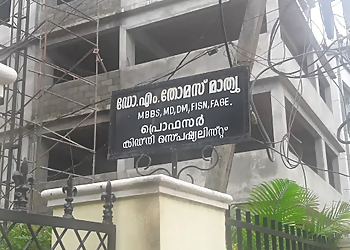 ഡോ.എം.തോമസ് മാത്യു
MBBS, MD, DM, FISN, FAGE.
പ്രൊഫസർ
കിഡ്നി സ്പെഷ്യലിസ്റ്റ്